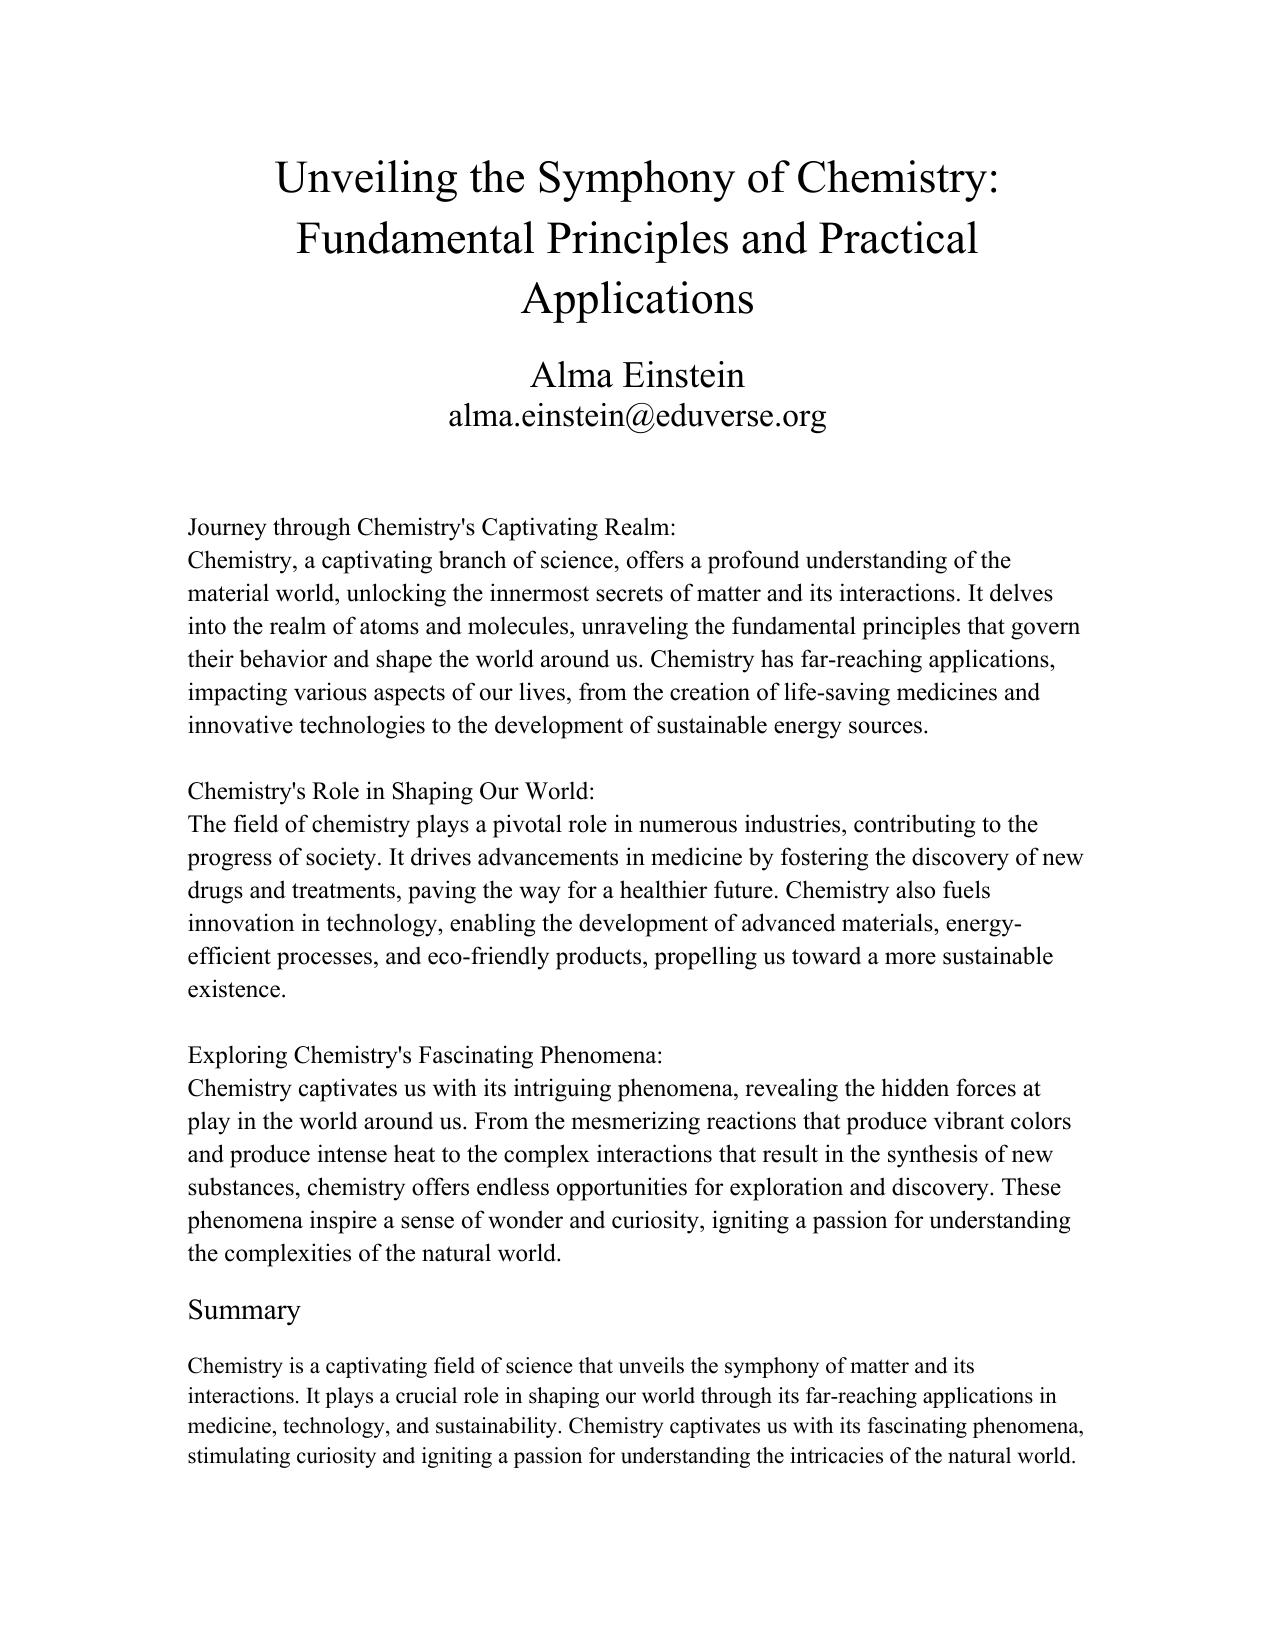 Unveiling the Symphony of Chemistry:
Fundamental Principles and Practical
Applications
Alma Einstein
alma.einstein@eduverse.org
Journey through Chemistry's Captivating Realm:
Chemistry, a captivating branch of science, offers a profound understanding of the
material world, unlocking the innermost secrets of matter and its interactions. It delves
into the realm of atoms and molecules, unraveling the fundamental principles that govern
their behavior and shape the world around us. Chemistry has far-reaching applications,
impacting various aspects of our lives, from the creation of life-saving medicines and
innovative technologies to the development of sustainable energy sources.
Chemistry's Role in Shaping Our World:
The field of chemistry plays a pivotal role in numerous industries, contributing to the
progress of society. It drives advancements in medicine by fostering the discovery of new
drugs and treatments, paving the way for a healthier future. Chemistry also fuels
innovation in technology, enabling the development of advanced materials, energy-
efficient processes, and eco-friendly products, propelling us toward a more sustainable
existence.
Exploring Chemistry's Fascinating Phenomena:
Chemistry captivates us with its intriguing phenomena, revealing the hidden forces at
play in the world around us. From the mesmerizing reactions that produce vibrant colors
and produce intense heat to the complex interactions that result in the synthesis of new
substances, chemistry offers endless opportunities for exploration and discovery. These
phenomena inspire a sense of wonder and curiosity, igniting a passion for understanding
the complexities of the natural world.
Summary
Chemistry is a captivating field of science that unveils the symphony of matter and its
interactions. It plays a crucial role in shaping our world through its far-reaching applications in
medicine, technology, and sustainability. Chemistry captivates us with its fascinating phenomena,
stimulating curiosity and igniting a passion for understanding the intricacies of the natural world.